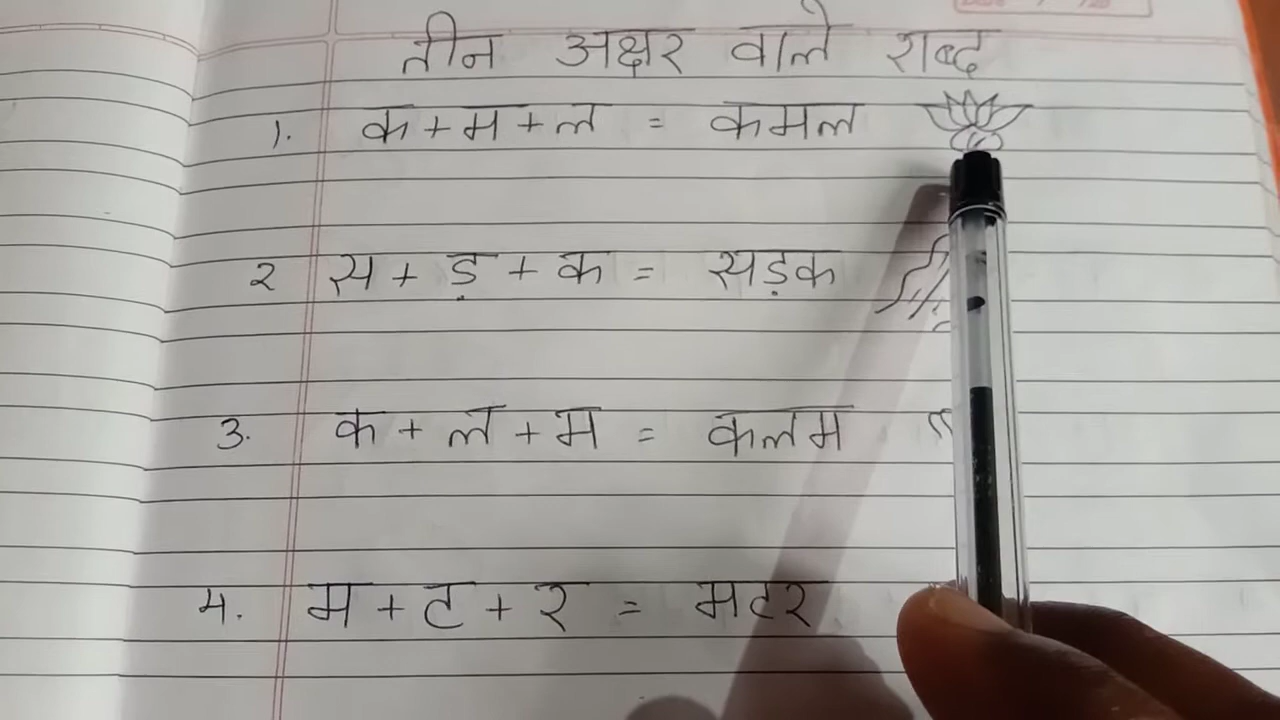 तीन अक्षर वाले शब्द
1. क + म + ल = कमल
2 स + ड़ + क = सड़क
3. क + ल + म = कलम
4. म + ट + र = मटर